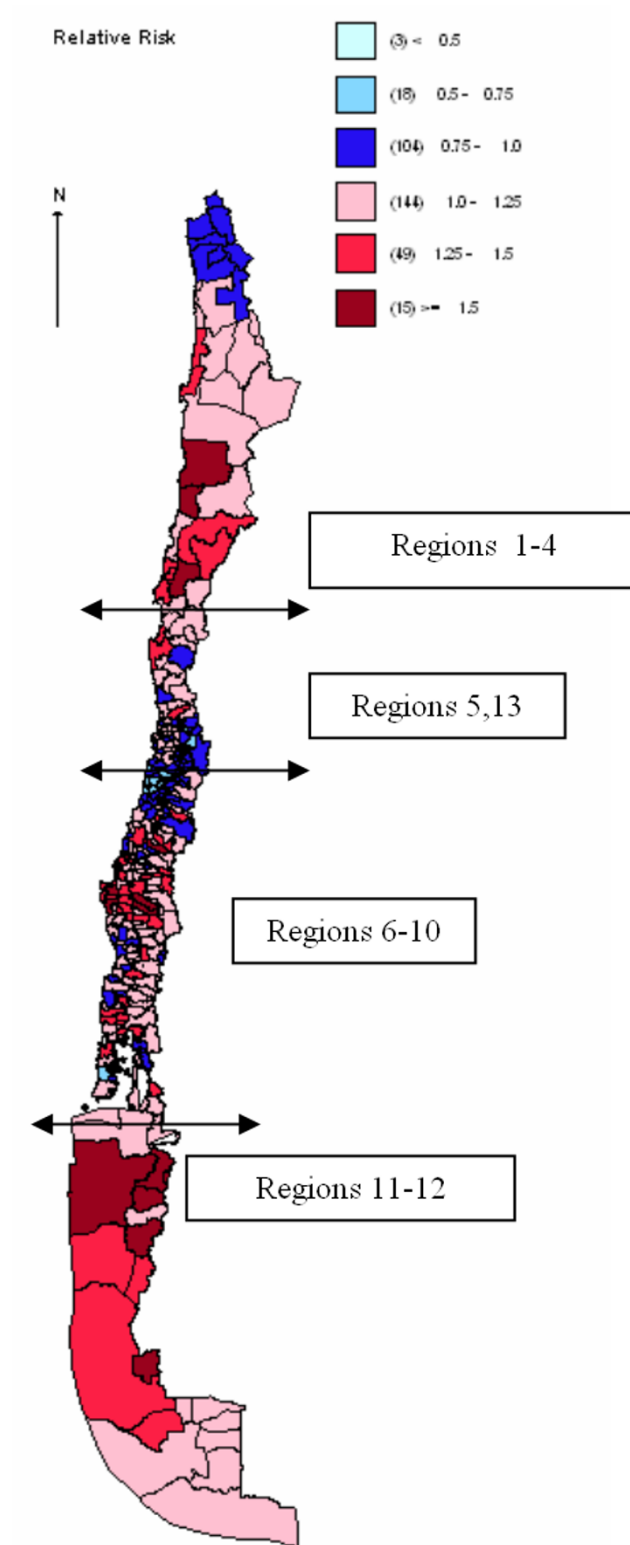 Relative Risk
(3) < 0.5
(18) 0.5 - 0.75
(104) 0.75 - 1.0
(144) 1.0 - 1.25
(49) 1.25 - 1.5
(15) >= 1.5
N
Regions 1-4
Regions 5,13
Regions 6-10
Regions 11-12